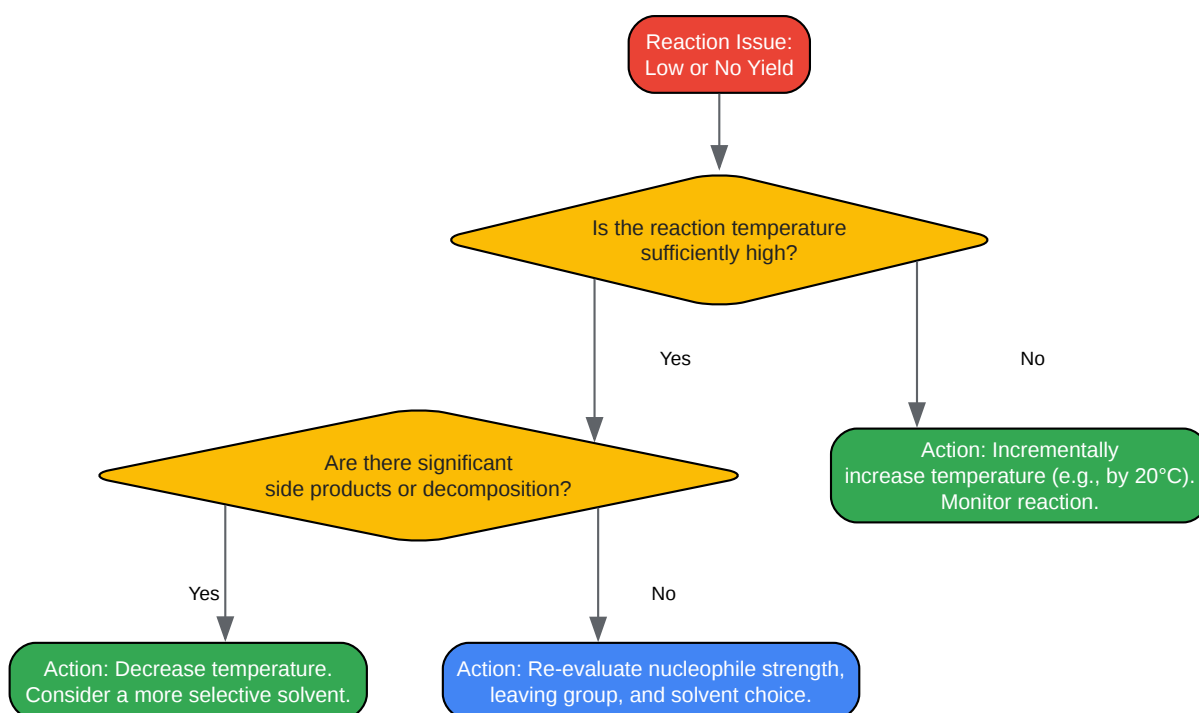 Reaction Issue:
Low or No Yield
Is the reaction temperature
sufficiently high?
Yes
No
Are there significant
side products or decomposition?
Action: Incrementally
increase temperature (e.g., by 20°C).
Monitor reaction.
Yes
No
Action: Decrease temperature.
Consider a more selective solvent.
Action: Re-evaluate nucleophile strength,
leaving group, and solvent choice.